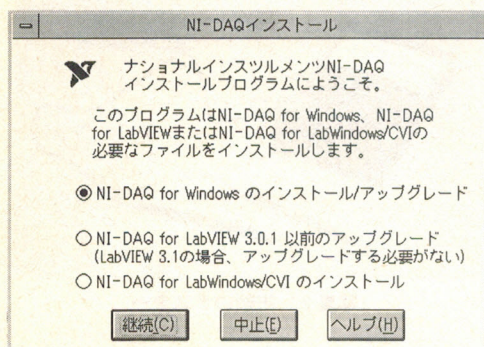 NI-DAQインストール
ナショナルインスツルメンツNI-DAQ
インストールプログラムにようこそ。
このプログラムはNI-DAQ for Windows、NI-DAQ
for LabVIEWまたはNI-DAQ for LabWindows/CVIの
必要なファイルをインストールします。
NI-DAQ for Windows のインストール/アップグレード
NI-DAQ for LabVIEW 3.0.1 以前のアップグレード
(LabVIEW 3.1の場合、アップグレードする必要がない)
NI-DAQ for LabWindows/CVI のインストール
継続(C) 中止(E) ヘルプ(H)